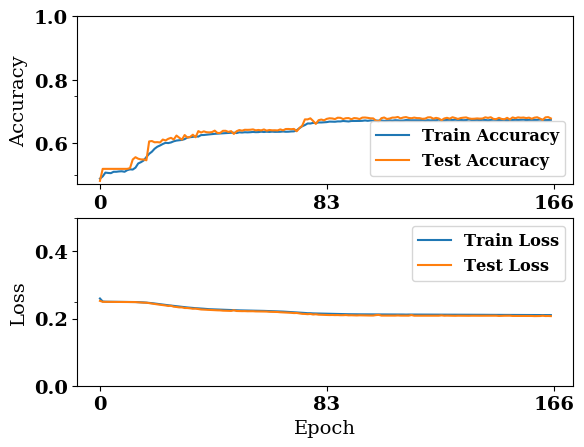 1.0
0.8
0.6
Accuracy
Train Accuracy
Test Accuracy
0 83 166
0.4
0.2
0.0
Loss
Train Loss
Test Loss
0 83 166
Epoch